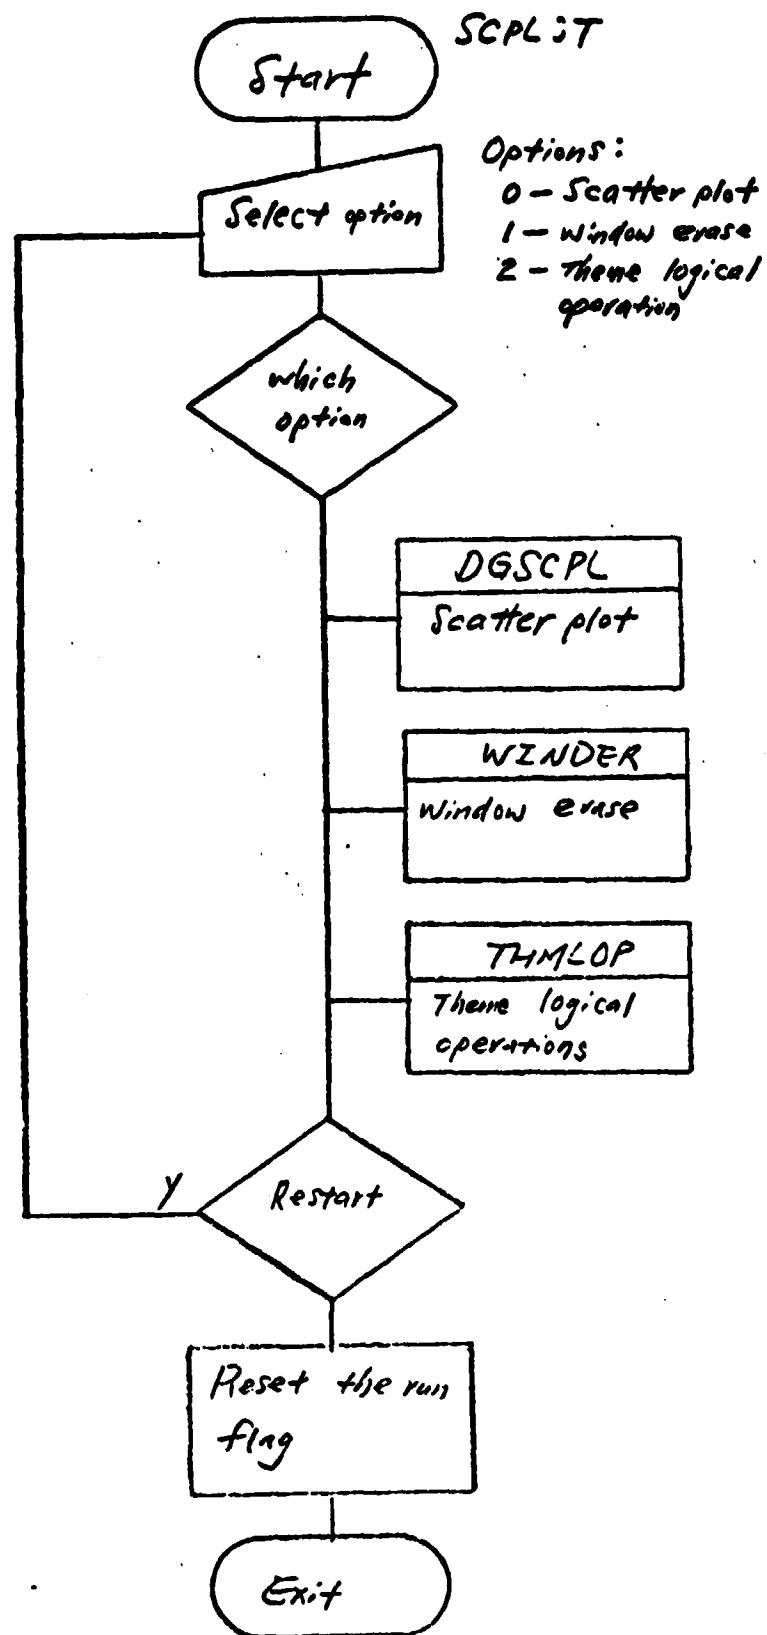 SCPL:T
Start
Options:
0 - Scatter plot
1 - Window erase
2 - Theme logical
operation
Select option
which
option
DGSCPL
Scatter plot
WINDER
Window erase
THMLOP
Theme logical
operations
Y
Restart
Reset the run
flag
Exit